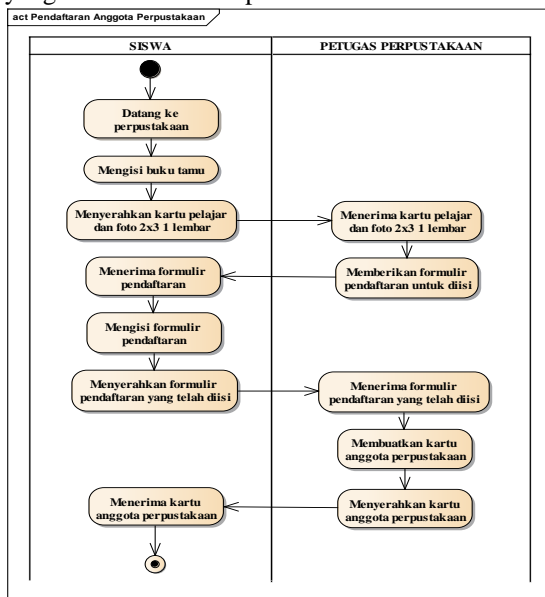 act Pendaftaran Anggota Perpustakaan
SISWA
PETUGAS PERPUSTAKAAN
Datang ke
perpustakaan
Mengisi buku tamu
Menyerahkan kartu pelajar
dan foto 2x3 1 lembar
Menerima kartu pelajar
dan foto 2x3 1 lembar
Memberikan formulir
pendaftaran untuk diisi
Menerima formulir
pendaftaran
Mengisi formulir
pendaftaran
Menyerahkan formulir
pendaftaran yang telah diisi
Menerima formulir
pendaftaran yang telah diisi
Membuatkan kartu
anggota perpustakaan
Menyerahkan kartu
anggota perpustakaan
Menerima kartu
anggota perpustakaan